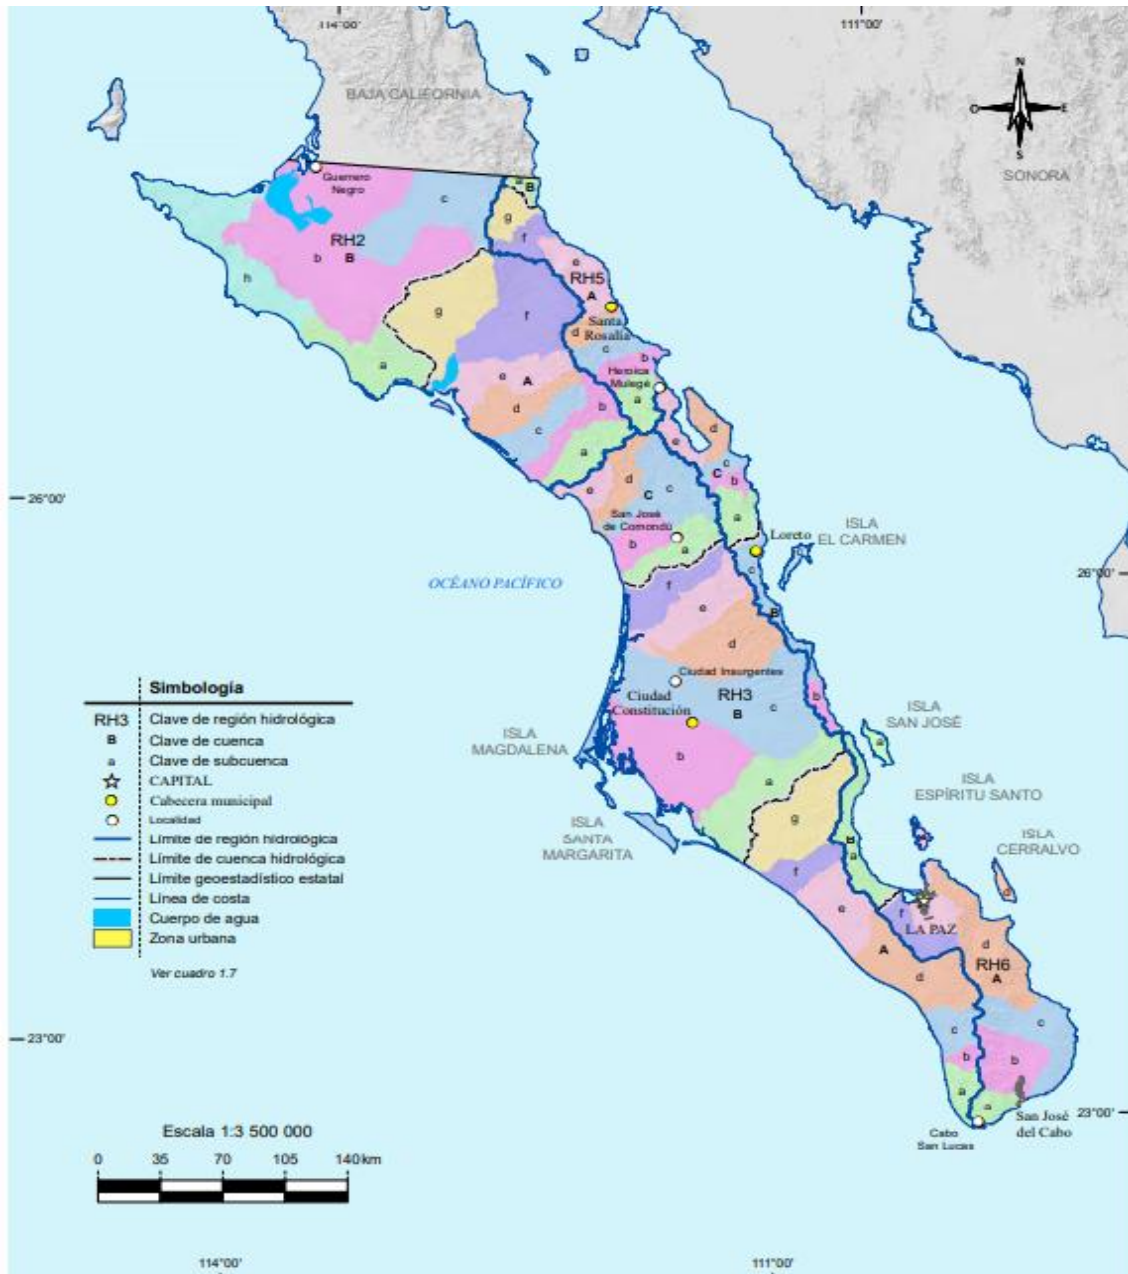 114°00'
111°00'
BAJA CALIFORNIA
N
O
E
S
SONORA
Guerrero
Negro
a
B
c
g
RH2
f
b
B
e
h
RH5
A
g
f
Santa
Rosalía
d
c
b
a
Heroica
Mulegé
e
A
a
d
b
d
c
e
c
a
d
C
b
e
c
C
a
San José
de Comondú
b
a
Loreto
ISLA
EL CARMEN
26°00'
c
26°00'
OCÉANO PACÍFICO
f
e
B
d
Ciudad Insurgentes
RH3
Ciudad
Constitución
B
c
b
ISLA
SAN JOSÉ
a
ISLA
MAGDALENA
b
a
ISLA
ESPÍRITU SANTO
g
B
a
ISLA
SANTA
MARGARITA
ISLA
CERRALVO
f
d
e
f
LA PAZ
d
A
RH6
A
d
c
c
b
b
a
a
San José
del Cabo
Cabo
San Lucas
23°00'
23°00'
Simbología
RH3 Clave de región hidrológica
B Clave de cuenca
a Clave de subcuenca
CAPITAL
Cabecera municipal
Localidad
Límite de región hidrológica
Límite de cuenca hidrológica
Límite geoestadístico estatal
Línea de costa
Cuerpo de agua
Zona urbana
Ver cuadro 1.7
Escala 1:3 500 000
0 35 70 105 140 km
114°00'
111°00'